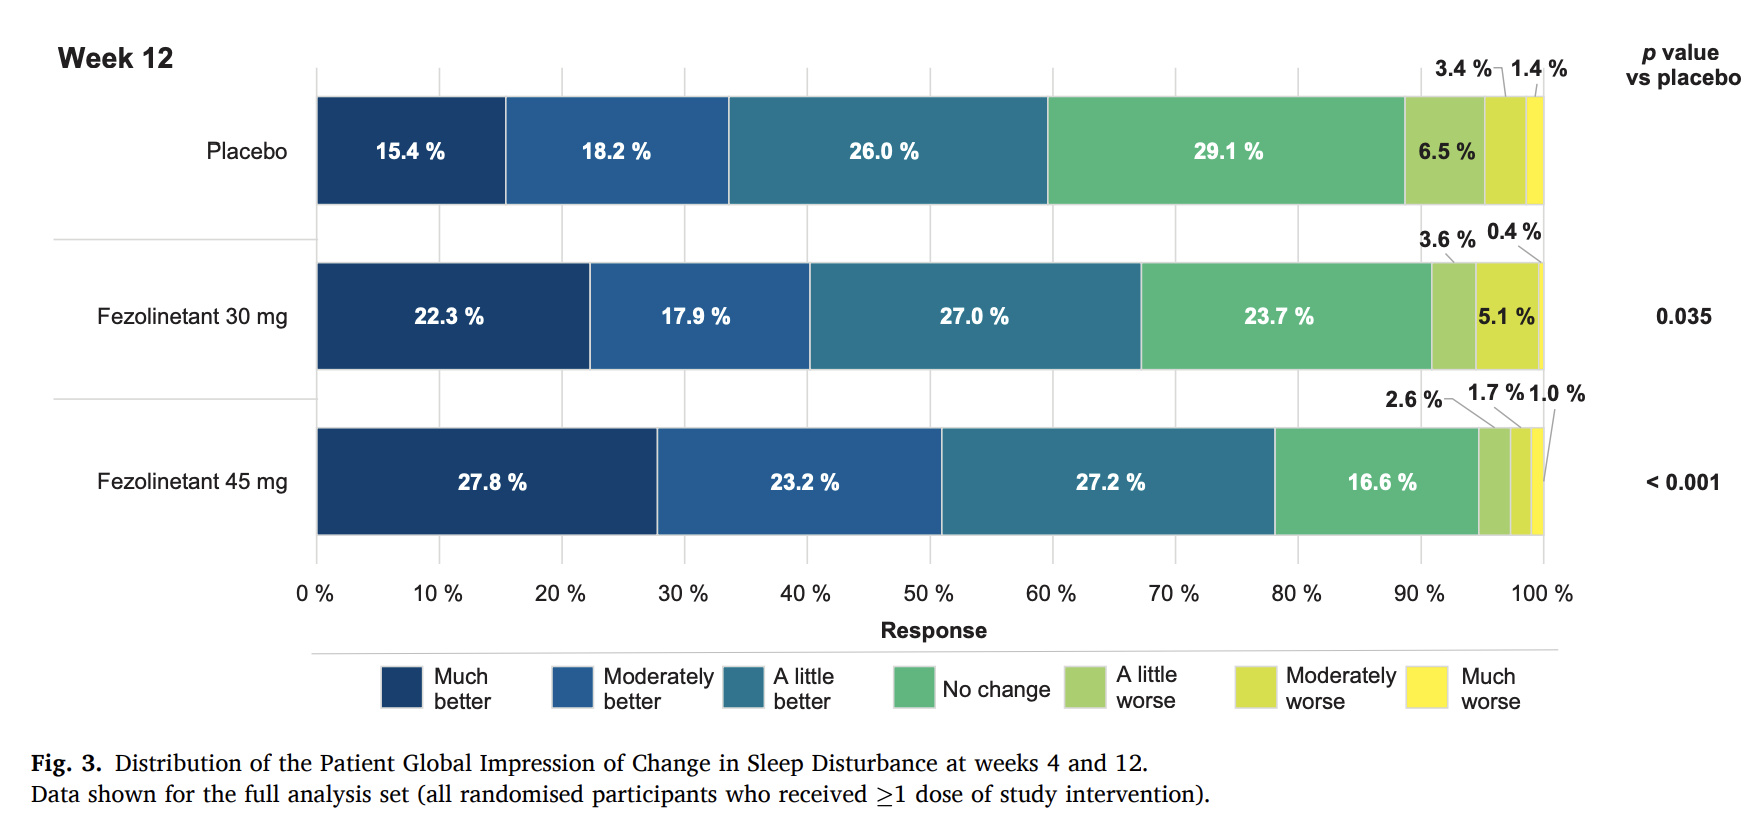 Week 12
p value
vs placebo
3.4 % 1.4 %
Placebo 15.4 % 18.2 % 26.0 % 29.1 % 6.5 %
3.6 % 0.4 %
Fezolinetant 30 mg 22.3 % 17.9 % 27.0 % 23.7 % 5.1 % 0.035
2.6 % 1.7 % 1.0 %
Fezolinetant 45 mg 27.8 % 23.2 % 27.2 % 16.6 % < 0.001
0 % 10 % 20 % 30 % 40 % 50 % 60 % 70 % 80 % 90 % 100 %
Response
Much
better
Moderately
better
A little
better
No change
A little
worse
Moderately
worse
Much
worse
Fig. 3. Distribution of the Patient Global Impression of Change in Sleep Disturbance at weeks 4 and 12.
Data shown for the full analysis set (all randomised participants who received ≥1 dose of study intervention).